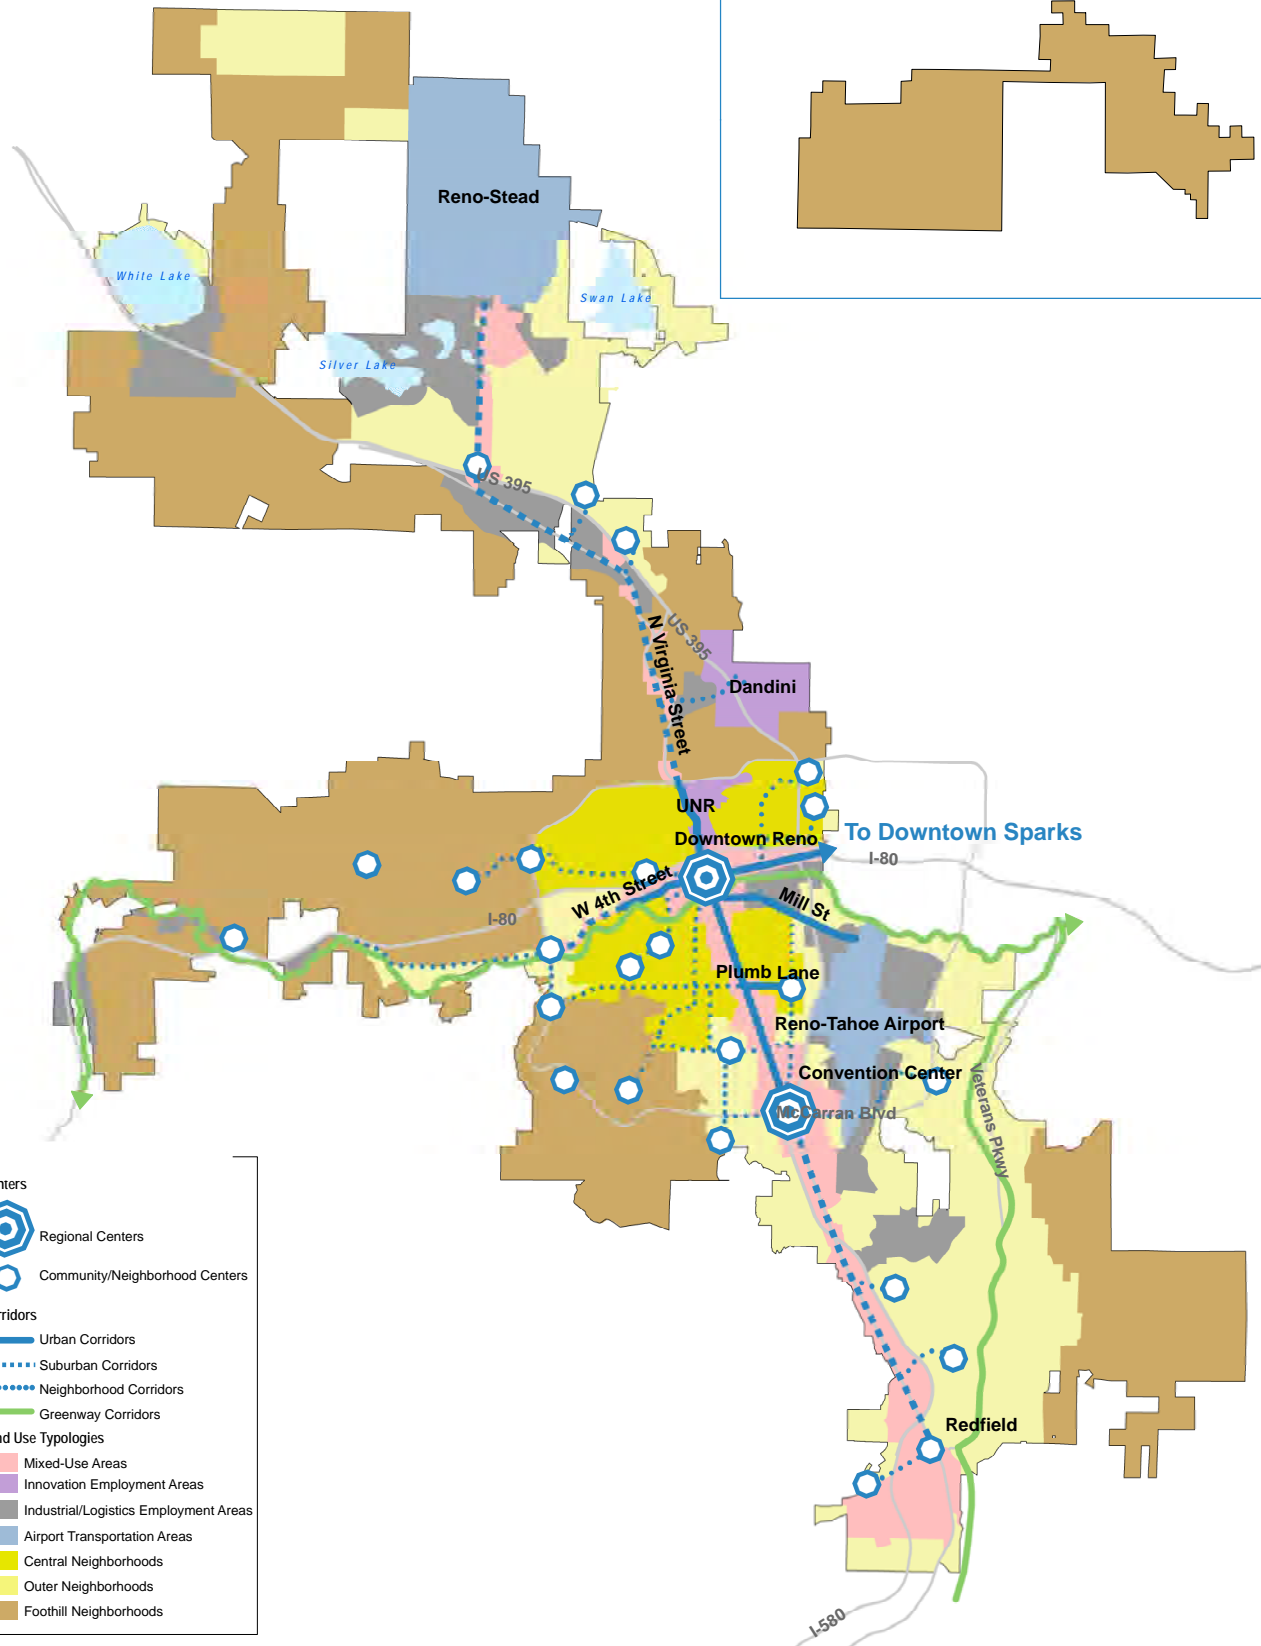 Reno-Stead
White Lake
Swan Lake
Silver Lake
US 395
US 395
N Virginia Street
Dandini
UNR
Downtown Reno
To Downtown Sparks
I-80
W 4th Street
Mill St
I-80
Plumb Lane
Reno-Tahoe Airport
Convention Center
McCarran Blvd
Veterans Pkwy
nters
Regional Centers
Community/Neighborhood Centers
rridors
Urban Corridors
Suburban Corridors
Neighborhood Corridors
Greenway Corridors
nd Use Typologies
Mixed-Use Areas
Innovation Employment Areas
Industrial/Logistics Employment Areas
Airport Transportation Areas
Central Neighborhoods
Outer Neighborhoods
Foothill Neighborhoods
Redfield
I-580